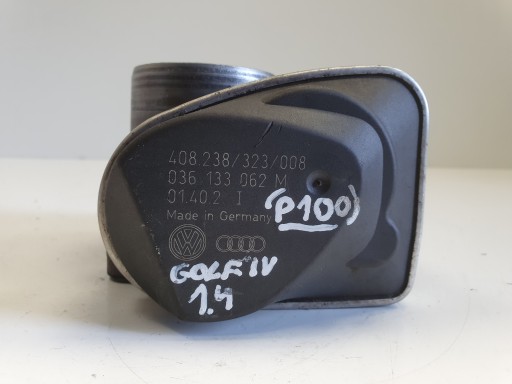 408.238/323/008
036 133 062 M
01.40.2 I
Made in Germany
(P100)
GOLF IV
1.4